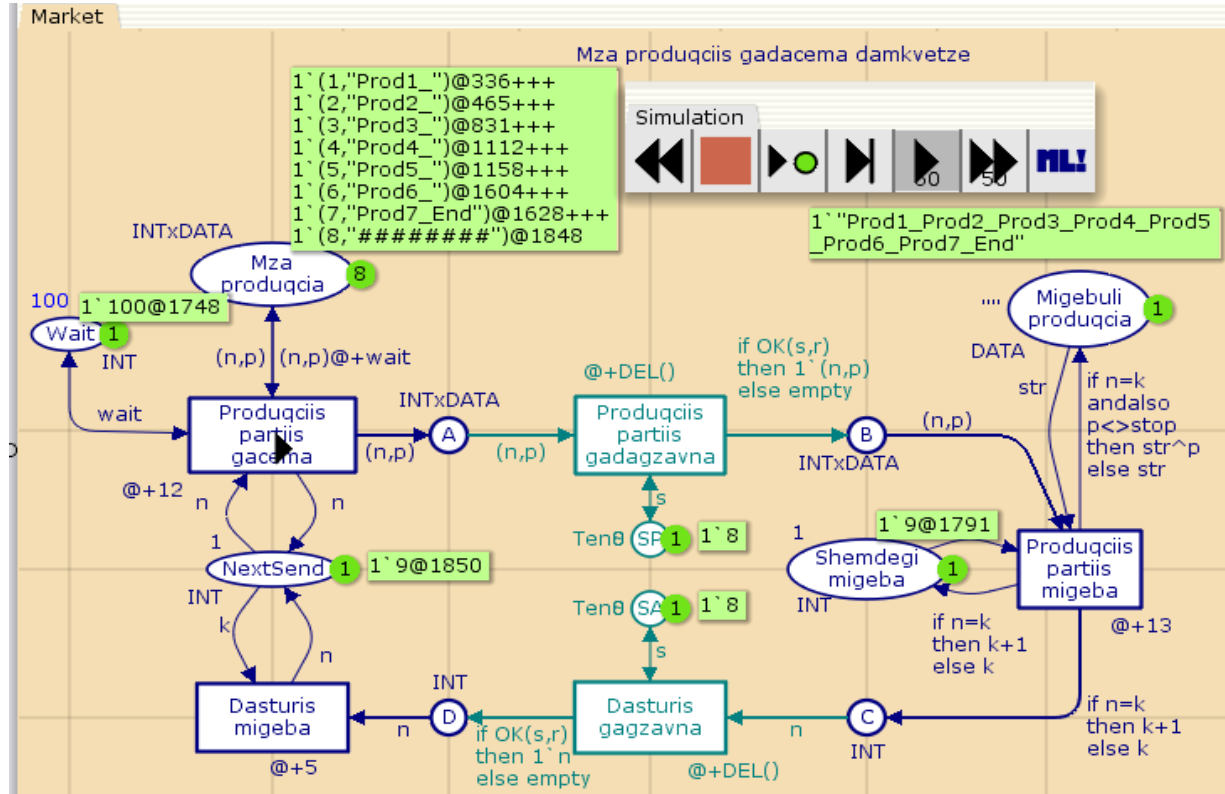 Market
Mza produqciis gadacema damkvetze
1`(1,"Prod1_")@336+++
1`(2,"Prod2_")@465+++
1`(3,"Prod3_")@831+++
1`(4,"Prod4_")@1112+++
1`(5,"Prod5_")@1158+++
1`(6,"Prod6_")@1604+++
1`(7,"Prod7_End")@1628+++
1`(8,"########")@1848
Simulation
50
ML!
1`"Prod1_Prod2_Prod3_Prod4_Prod5
_Prod6_Prod7_End"
INTxDATA
Mza
produqcia
8
100
1`100@1748
Wait
1
INT
""
Migebuli
produqcia
1
DATA
(n,p)
(n,p)@+wait
if OK(s,r)
then 1`(n,p)
else empty
@+DEL()
str
if n=k
andalso
p<>stop
then str^p
else str
wait
Produqciis
partiis
gacema
INTxDATA
A
(n,p)
(n,p)
Produqciis
partiis
gadagzavna
B
INTxDATA
(n,p)
@+12
n
n
s
Ten0
SP
1
1`8
1`9@1791
1
Shemdegi
migeba
1
INT
Produqciis
partiis
migeba
@+13
1
NextSend
1
1`9@1850
INT
Ten0
SA
1
1`8
if n=k
then k+1
else k
k
n
s
Dasturis
migeba
@+5
INT
D
n
if OK(s,r)
then 1`n
else empty
Dasturis
gagzavna
@+DEL()
n
C
INT
if n=k
then k+1
else k